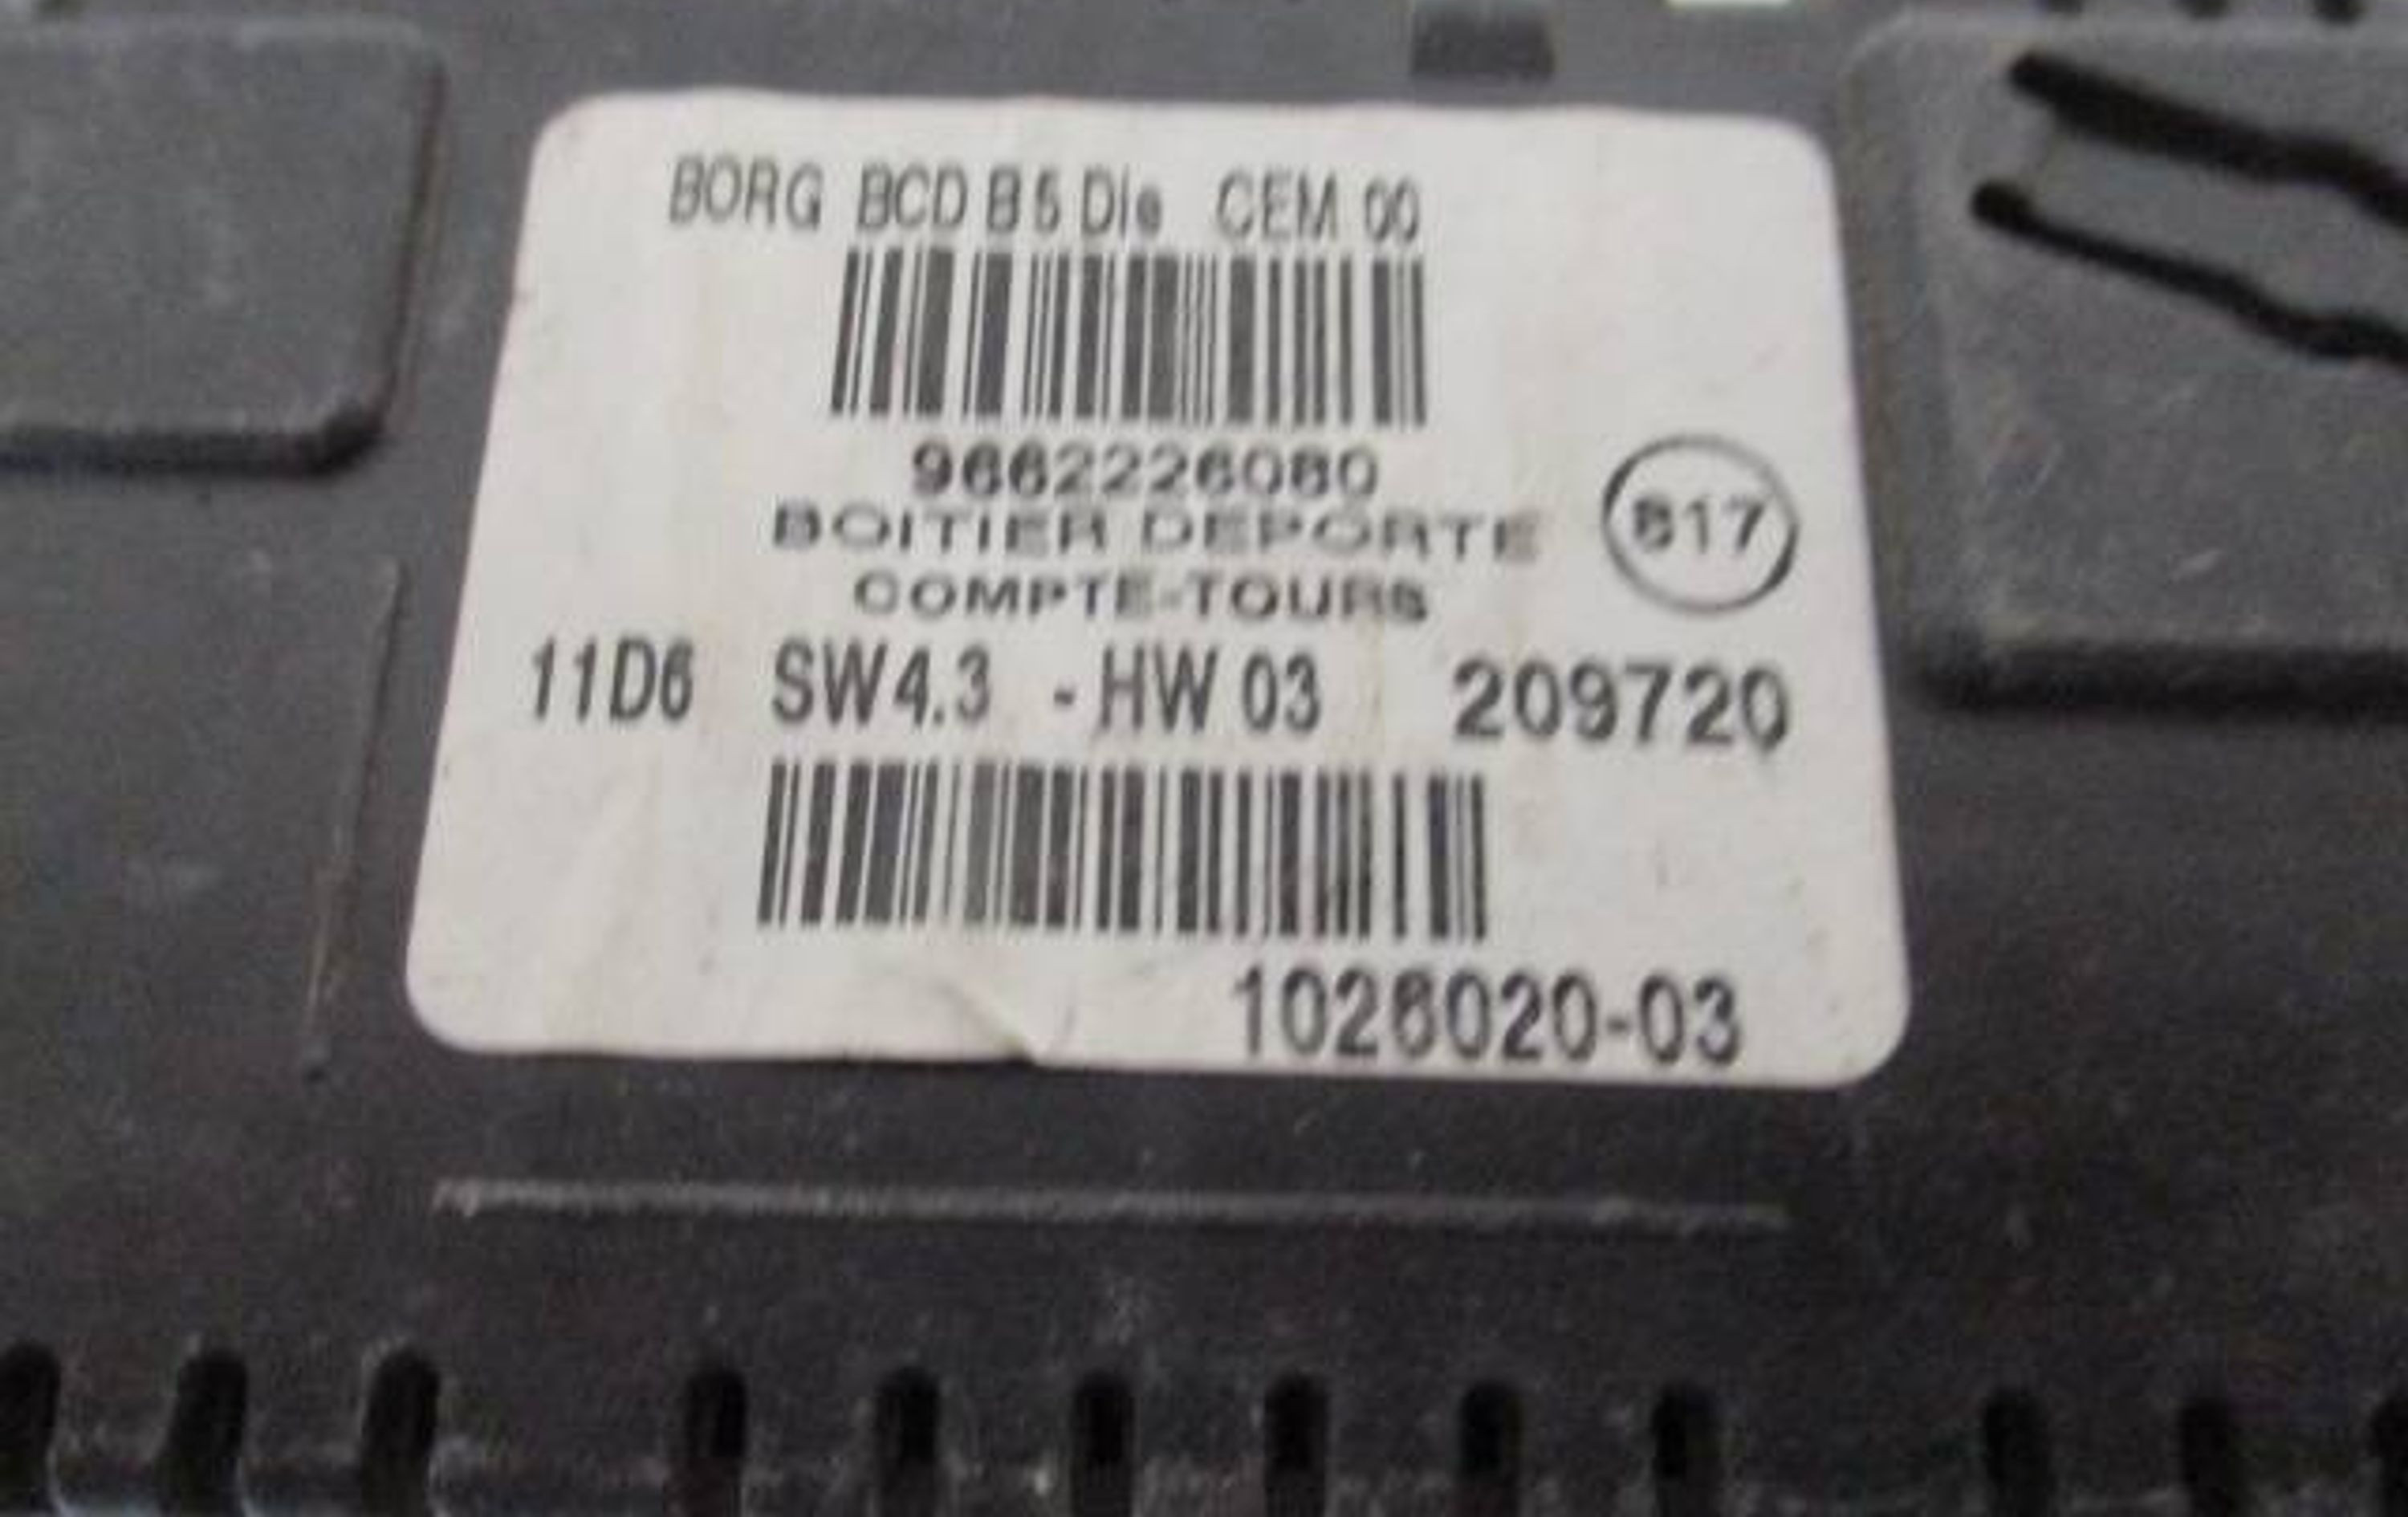 BORG BCD B5 Die CEM 00
9662226080
BOITIER DEPORTE
817
COMPTE-TOURS
11D6 SW4.3 - HW 03 209720
1026020-03